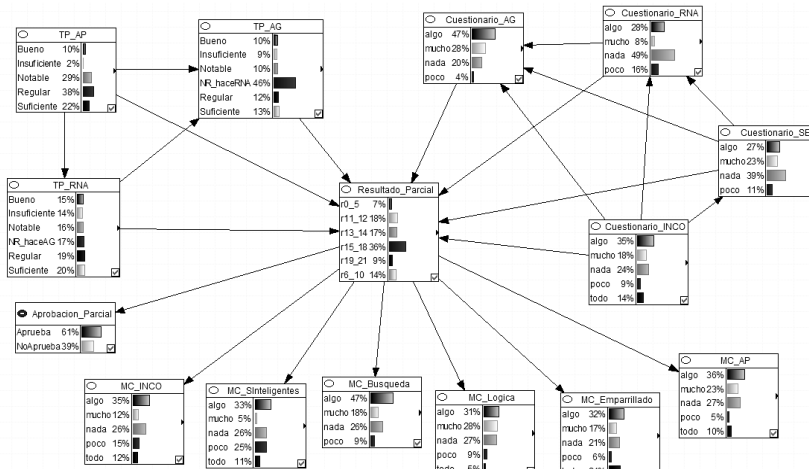 TP_AP
Bueno 10%
Insuficiente 2%
Notable 29%
Regular 38%
Suficiente 22%
TP_AG
Bueno 10%
Insuficiente 9%
Notable 10%
NR_haceRNA 46%
Regular 12%
Suficiente 13%
Cuestionario_AG
algo 47%
mucho 28%
nada 20%
poco 4%
Cuestionario_RNA
algo 28%
mucho 8%
nada 49%
poco 16%
Cuestionario_SE
algo 27%
mucho 23%
nada 39%
poco 11%
TP_RNA
Bueno 15%
Insuficiente 14%
Notable 16%
NR_haceAG 17%
Regular 19%
Suficiente 20%
Resultado_Parcial
r0_5 7%
r11_12 18%
r13_14 17%
r15_18 36%
r19_21 9%
r6_10 14%
Cuestionario_INCO
algo 35%
mucho 18%
nada 24%
poco 9%
todo 14%
Aprobacion_Parcial
Aprueba 61%
NoAprueba 39%
MC_INCO
algo 35%
mucho 12%
nada 26%
poco 15%
todo 12%
MC_SInteligentes
algo 33%
mucho 5%
nada 26%
poco 25%
todo 11%
MC_Busqueda
algo 47%
mucho 18%
nada 26%
poco 9%
MC_Logica
algo 31%
mucho 28%
nada 27%
poco 9%
MC_Emparrillado
algo 32%
mucho 17%
nada 21%
poco 6%
MC_AP
algo 36%
mucho 23%
nada 27%
poco 5%
todo 10%